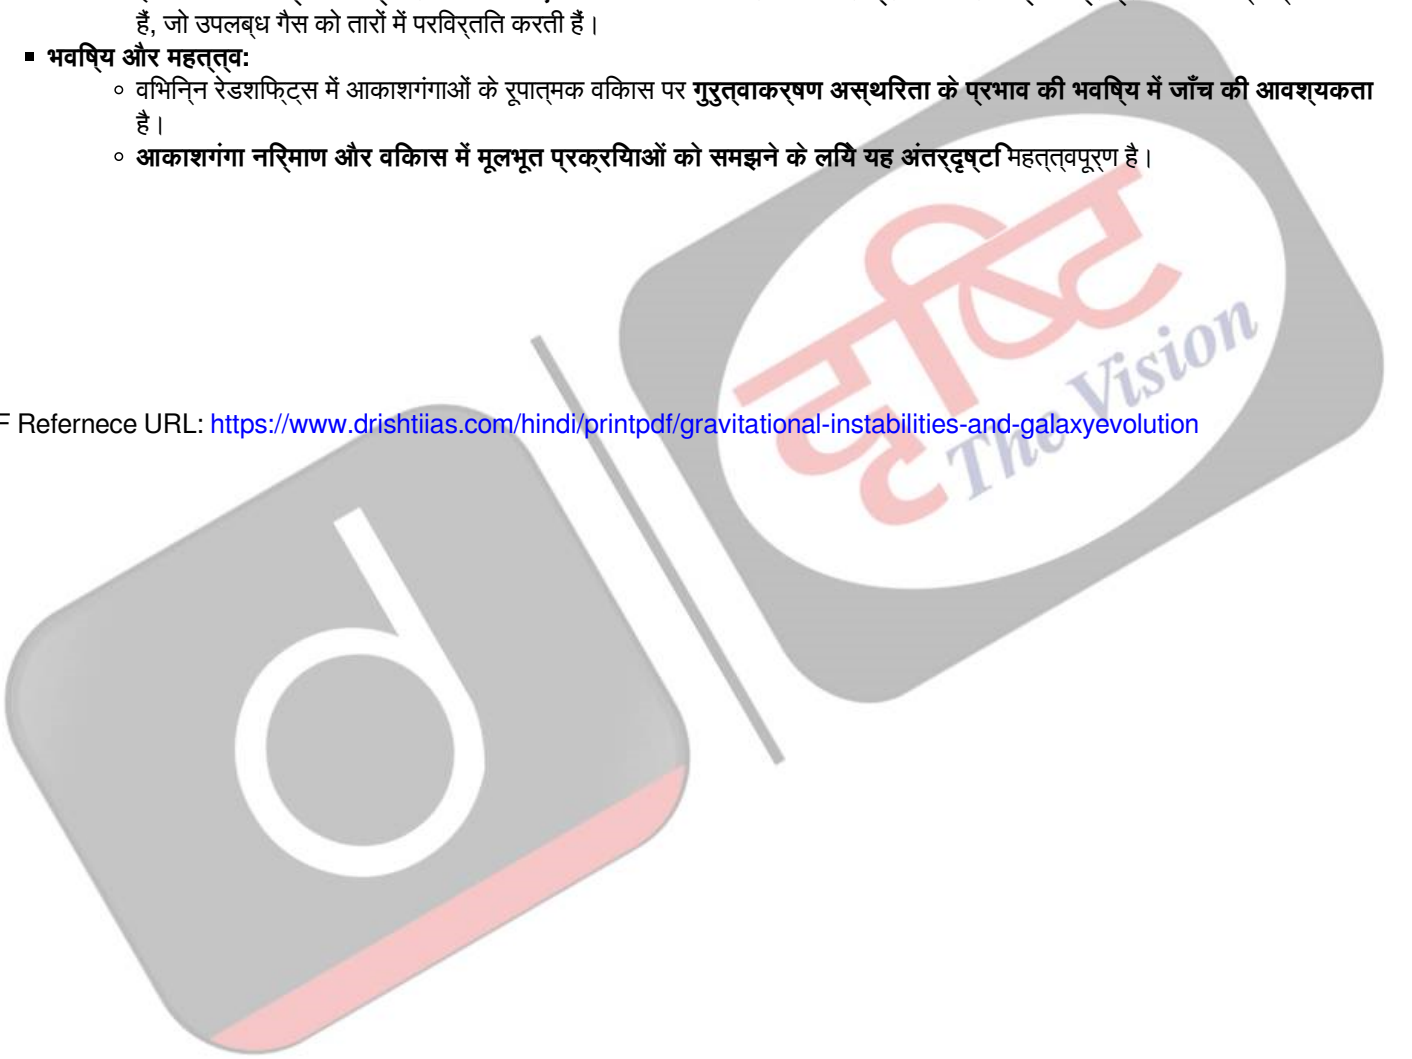 हैं, जो उपलब्ध गैस को तारों में परिवर्तित करती हैं।
भविष्य और महत्तत्व:
विभिन्न रेडशिफ्ट्स में आकाशगंगाओं के रूपात्मक विकास पर गुरुत्वाकर्षण अस्थिरता के प्रभाव की भविष्य में जाँच की आवश्यकता
है।
आकाशगंगा निर्माण और विकास में मूलभूत प्रक्रियाओं को समझने के लिये यह अंतर्दृष्टि महत्तत्वपूर्ण है।
दृष्टि
The Vision
F Refernece URL: https://www.drishtiias.com/hindi/printpdf/gravitational-instabilities-and-galaxyevolution
d